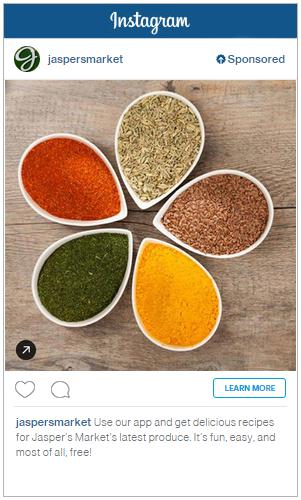 Instagram
jaspersmarket
Sponsored
LEARN MORE
jaspersmarket Use our app and get delicious recipes
for Jasper's Market's latest produce. It's fun, easy, and
most of all, free!